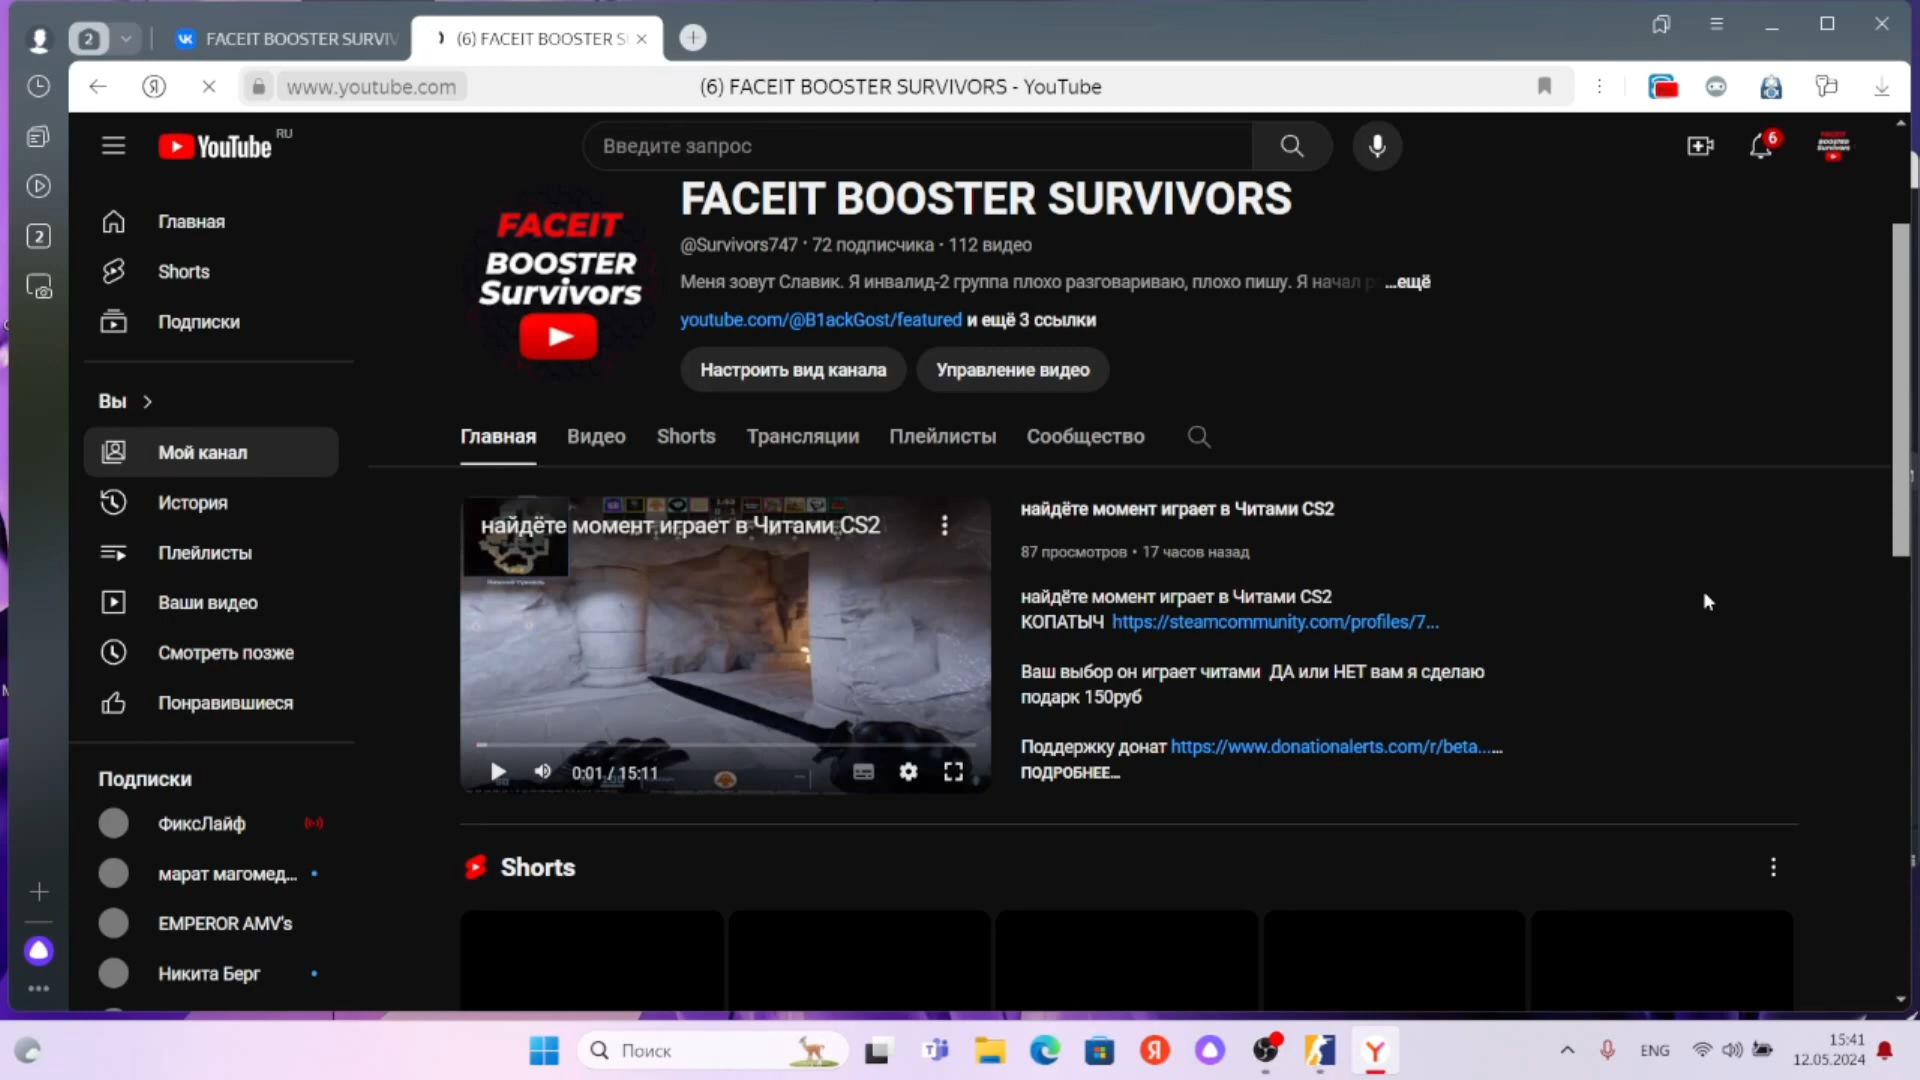 2
FACEIT BOOSTER SURVIV
(6) FACEIT BOOSTER S
www.youtube.com
(6) FACEIT BOOSTER SURVIVORS - YouTube
YouTube
RU
Введите запрос
6
2
Главная
Shorts
Подписки
Вы
Мой канал
История
Плейлисты
Ваши видео
Смотреть позже
Понравившиеся
Подписки
ФиксЛайф
марат магомед...
EMPEROR AMV's
Никита Берг
FACEIT
BOOSTER
Survivors
FACEIT BOOSTER SURVIVORS
@Survivors747 · 72 подписчика · 112 видео
Меня зовут Славик. Я инвалид-2 группа плохо разговариваю, плохо пишу. Я начал
...ещё
youtube.com/@B1ackGost/featured и ещё 3 ссылки
Настроить вид канала
Управление видео
Главная
Видео
Shorts
Трансляции
Плейлисты
Сообщество
найдёте момент играет в Читами CS2
0:01 / 15:11
найдёте момент играет в Читами CS2
87 просмотров • 17 часов назад
найдёте момент играет в Читами CS2
КОПАТЫЧ https://steamcommunity.com/profiles/7...
Ваш выбор он играет читами ДА или НЕТ вам я сделаю
подарк 150руб
Поддержку донат https://www.donationalerts.com/r/beta......
ПОДРОБНЕЕ…
Shorts
Поиск
ENG
15:41
12.05.2024